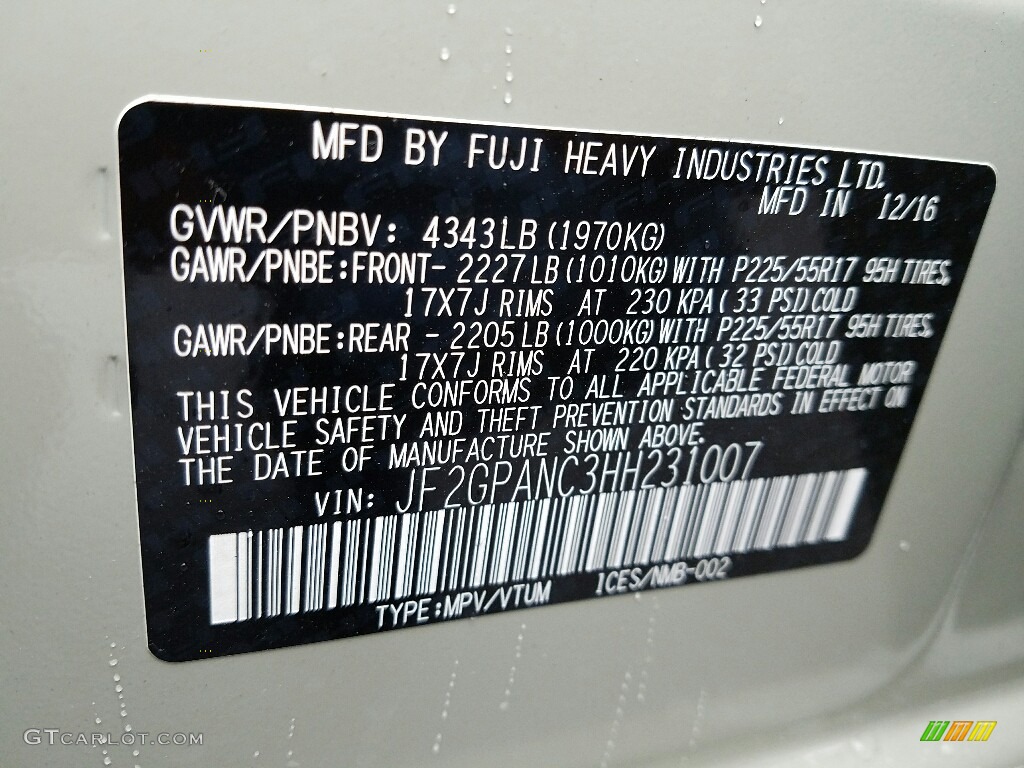 MFD BY FUJI HEAVY INDUSTRIES LTD.
MFD IN 12/16
GVWR/PNBV: 4343LB (1970KG)
GAWR/PNBE:FRONT- 2227LB (1010KG) WITH P225/55R17 95H TIRES,
17X7J RIMS AT 230 KPA (33 PSI) COLD
GAWR/PNBE:REAR - 2205LB (1000KG) WITH P225/55R17 95H TIRES,
17X7J RIMS AT 220 KPA (32 PSI) COLD
THIS VEHICLE CONFORMS TO ALL APPLICABLE FEDERAL MOTOR
VEHICLE SAFETY AND THEFT PREVENTION STANDARDS IN EFFECT ON
THE DATE OF MANUFACTURE SHOWN ABOVE.
VIN: JF2GPANC3HH231007
TYPE:MPV/VTUM ICES/NMB-002
GTCARLOT.COM